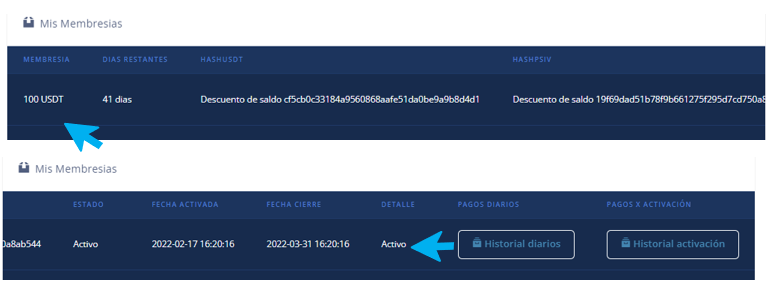 Mis Membresias
MEMBRESIA DIAS RESTANTES HASHUSDT HASHPSIV
100 USDT 41 dias Descuento de saldo cf5cb0c33184a9560868aafe51da0be9a9b8d4d1 Descuento de saldo 19f69dad51b78f9b661275f295d7cd750a8
Mis Membresias
ESTADO FECHA ACTIVADA FECHA CIERRE DETALLE PAGOS DIARIOS PAGOS X ACTIVACIÓN
0a8ab544 Activo 2022-02-17 16:20:16 2022-03-31 16:20:16 Activo Historial diarios Historial activación